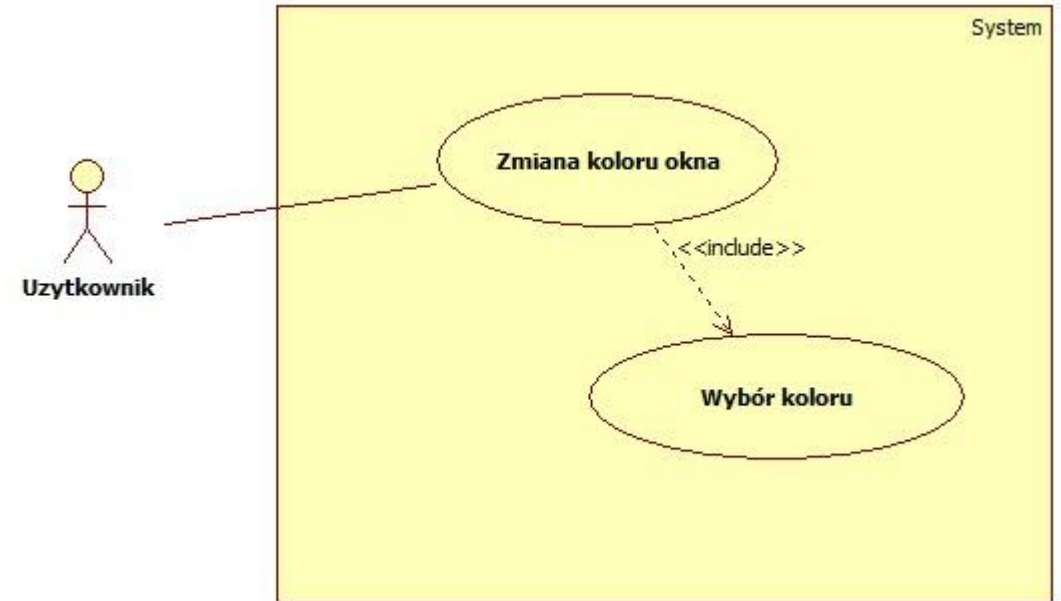 System
Zmiana koloru okna
<<include>>
Uzytkownik
Wybór koloru